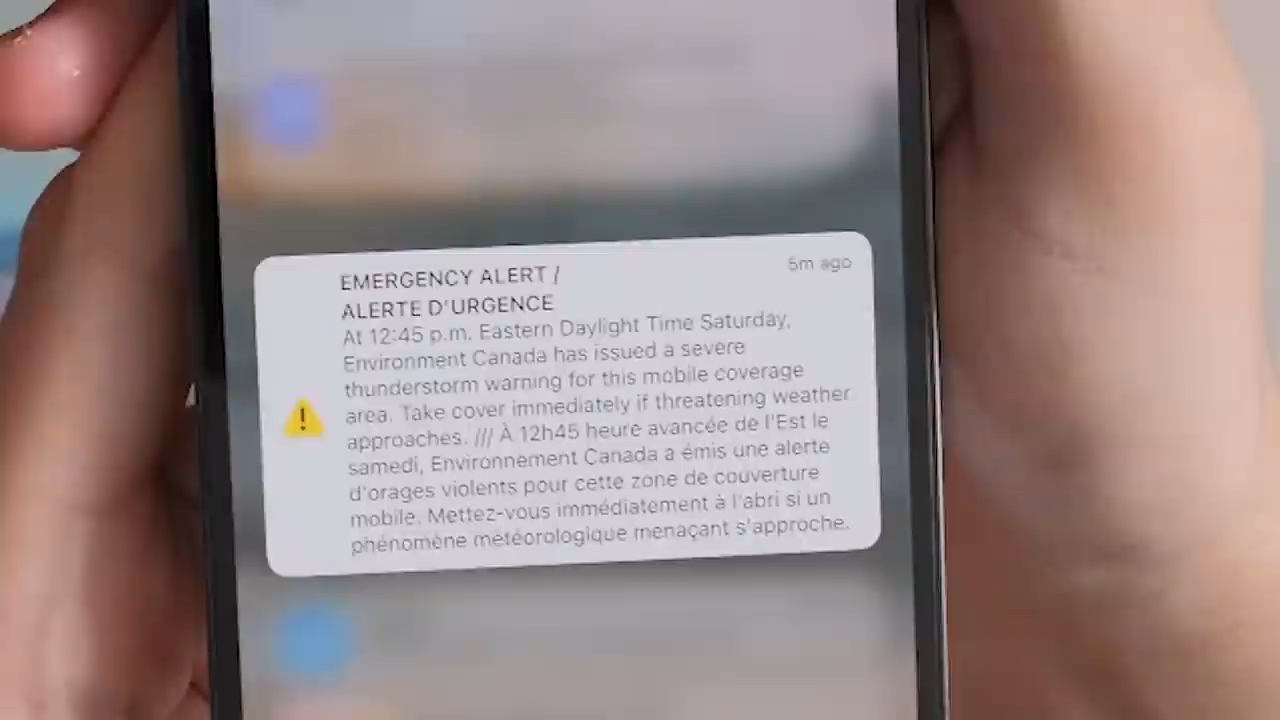 EMERGENCY ALERT /
5m ago
ALERTE D'URGENCE
At 12:45 p.m. Eastern Daylight Time Saturday,
Environment Canada has issued a severe
thunderstorm warning for this mobile coverage
area. Take cover immediately if threatening weather
approaches. /// À 12h45 heure avancée de l'Est le
samedi, Environnement Canada a émis une alerte
d'orages violents pour cette zone de couverture
mobile. Mettez-vous immédiatement à l'abri si un
phénomène météorologique menaçant s'approche.